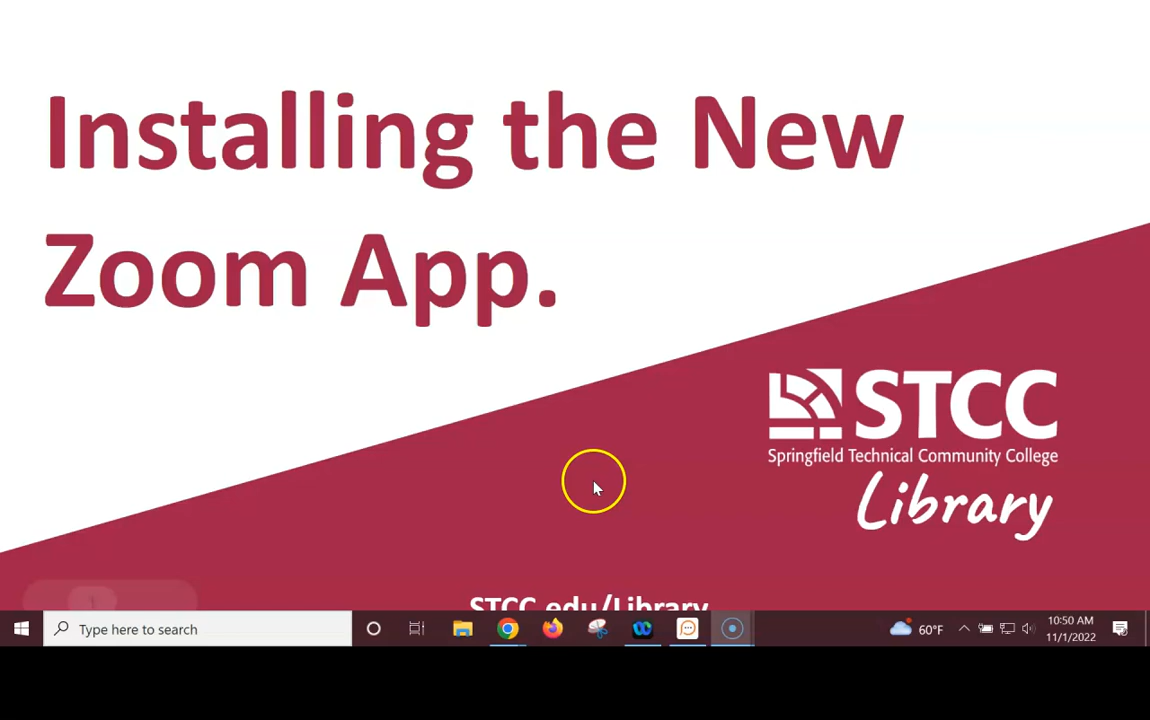 Installing the New
Zoom App.
STCC
Springfield Technical Community College
Library
STCC.edu/Library
Type here to search
60°F
10:50 AM
11/1/2022